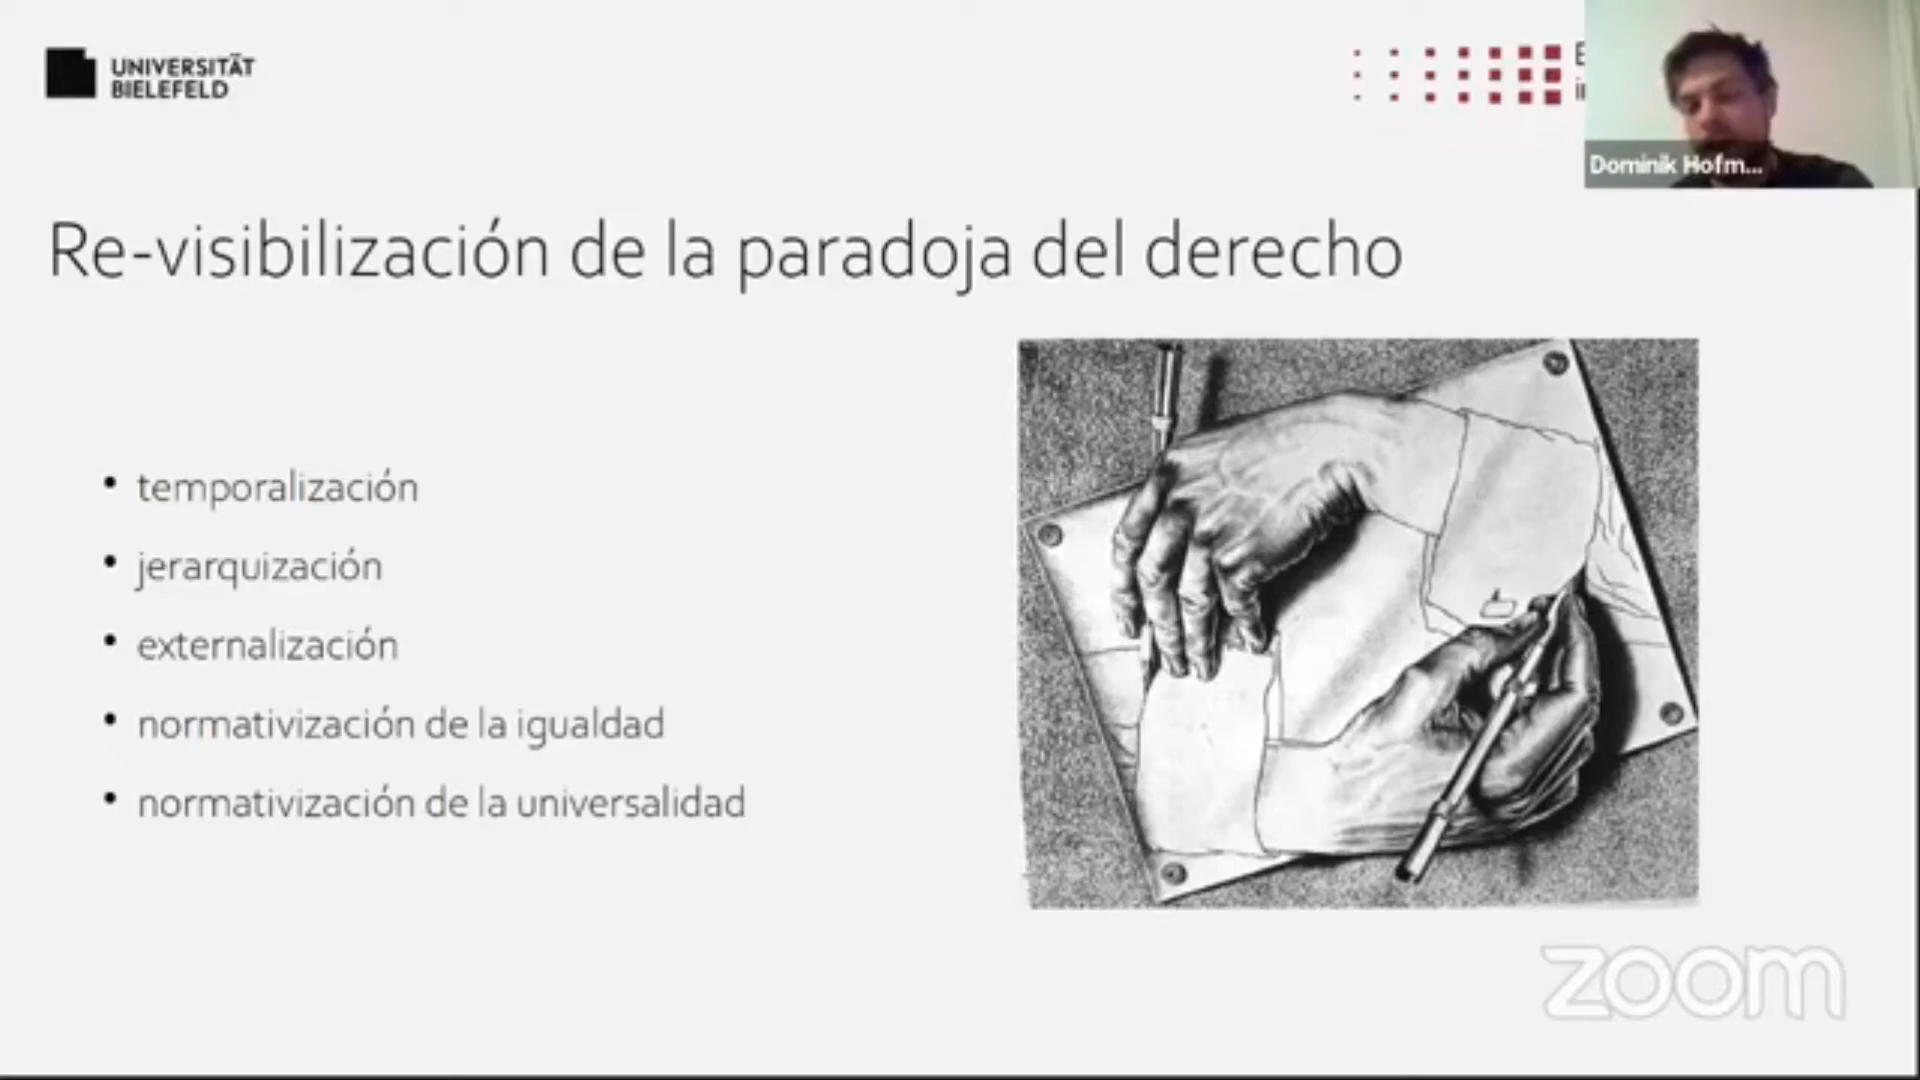 UNIVERSITÄT
BIELEFELD
Dominik Hofm...
Re-visibilización de la paradoja del derecho
• temporalización
• jerarquización
• externalización
• normativización de la igualdad
• normativización de la universalidad
zoom